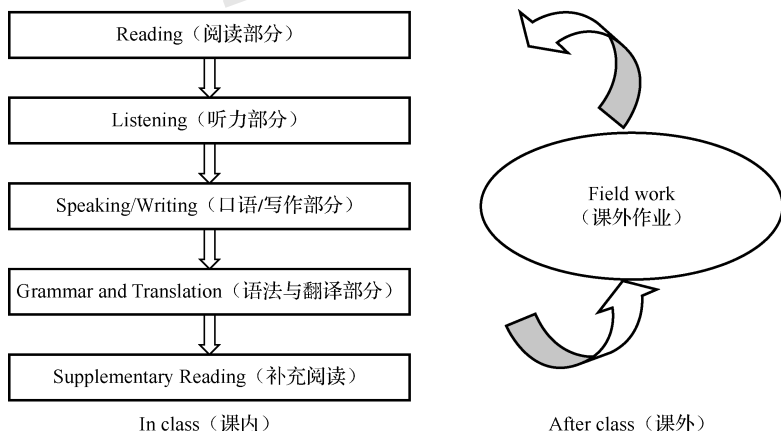 Reading（阅读部分）
Listening（听力部分）
Speaking/Writing（口语/写作部分）
Grammar and Translation（语法与翻译部分）
Supplementary Reading（补充阅读）
In class（课内）
Field work
（课外作业）
After class（课外）